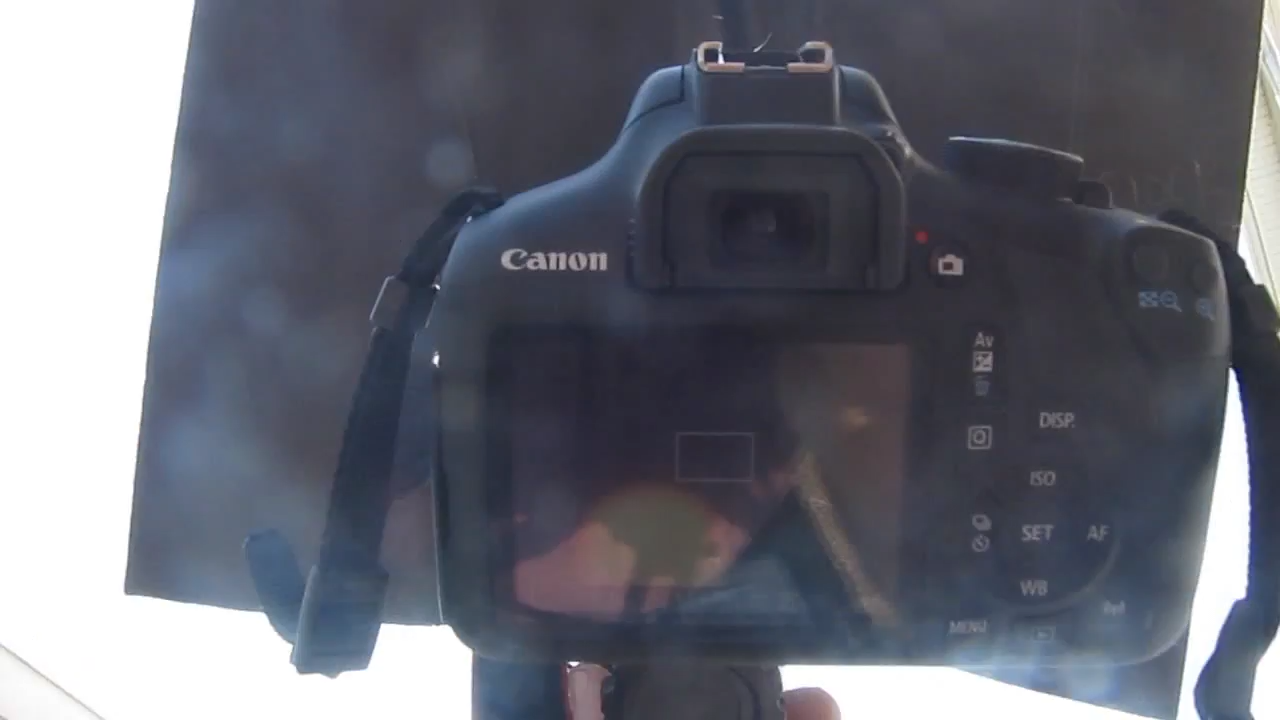 Canon
Av
DISP.
ISO
SET AF
WB
MENU